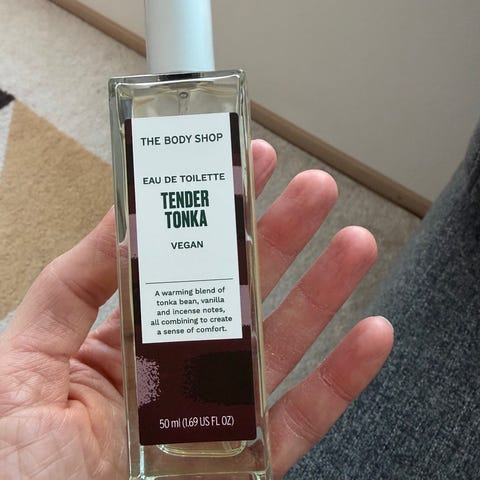 THE BODY SHOP
EAU DE TOILETTE
TENDER
TONKA
VEGAN
A warming blend of
tonka bean, vanilla
and incense notes,
all combining to create
a sense of comfort.
50 ml (1.69 US FL OZ)